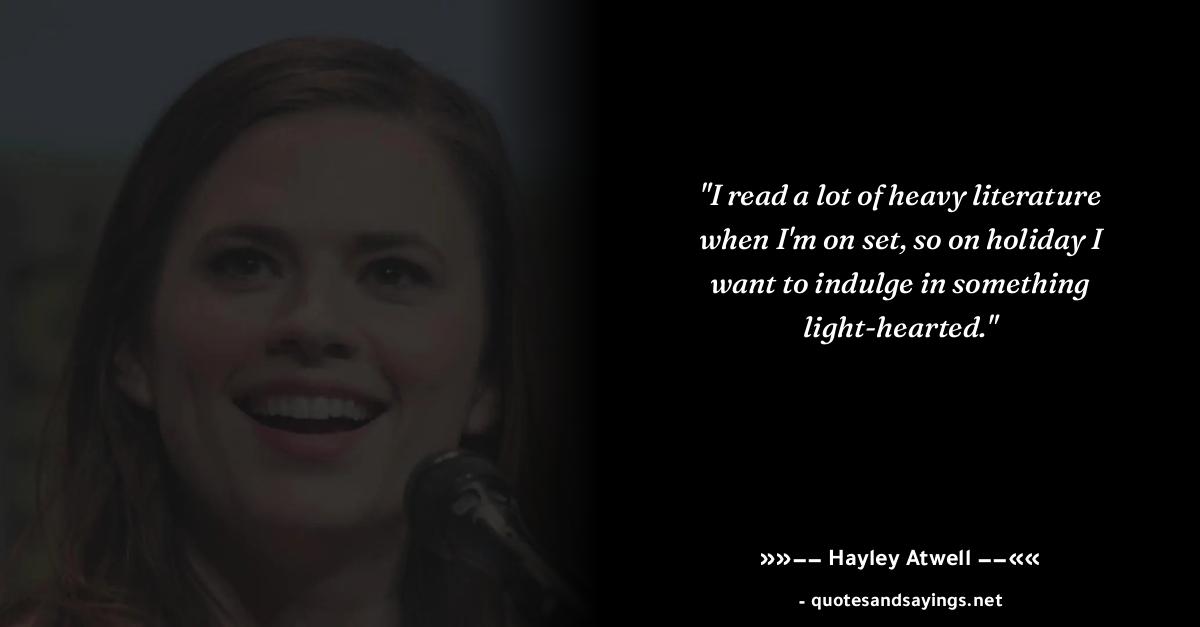 "I read a lot of heavy literature
when I'm on set, so on holiday I
want to indulge in something
light-hearted."
»»–– Hayley Atwell ––««
- quotesandsayings.net